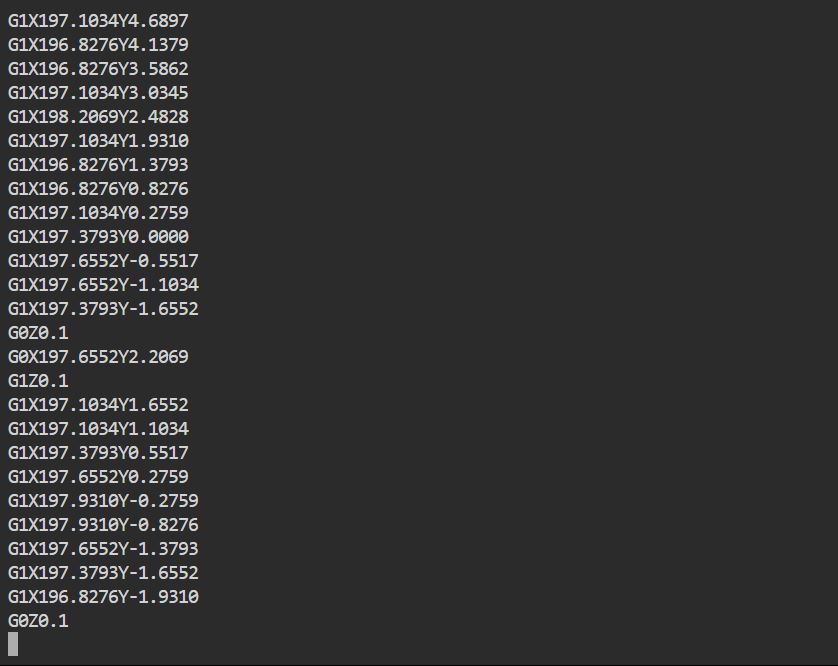 G1X197.1034Y4.6897
G1X196.8276Y4.1379
G1X196.8276Y3.5862
G1X197.1034Y3.0345
G1X198.2069Y2.4828
G1X197.1034Y1.9310
G1X196.8276Y1.3793
G1X196.8276Y0.8276
G1X197.1034Y0.2759
G1X197.3793Y0.0000
G1X197.6552Y-0.5517
G1X197.6552Y-1.1034
G1X197.3793Y-1.6552
G0Z0.1
G0X197.6552Y2.2069
G1Z0.1
G1X197.1034Y1.6552
G1X197.1034Y1.1034
G1X197.3793Y0.5517
G1X197.6552Y0.2759
G1X197.9310Y-0.2759
G1X197.9310Y-0.8276
G1X197.6552Y-1.3793
G1X197.3793Y-1.6552
G1X196.8276Y-1.9310
G0Z0.1